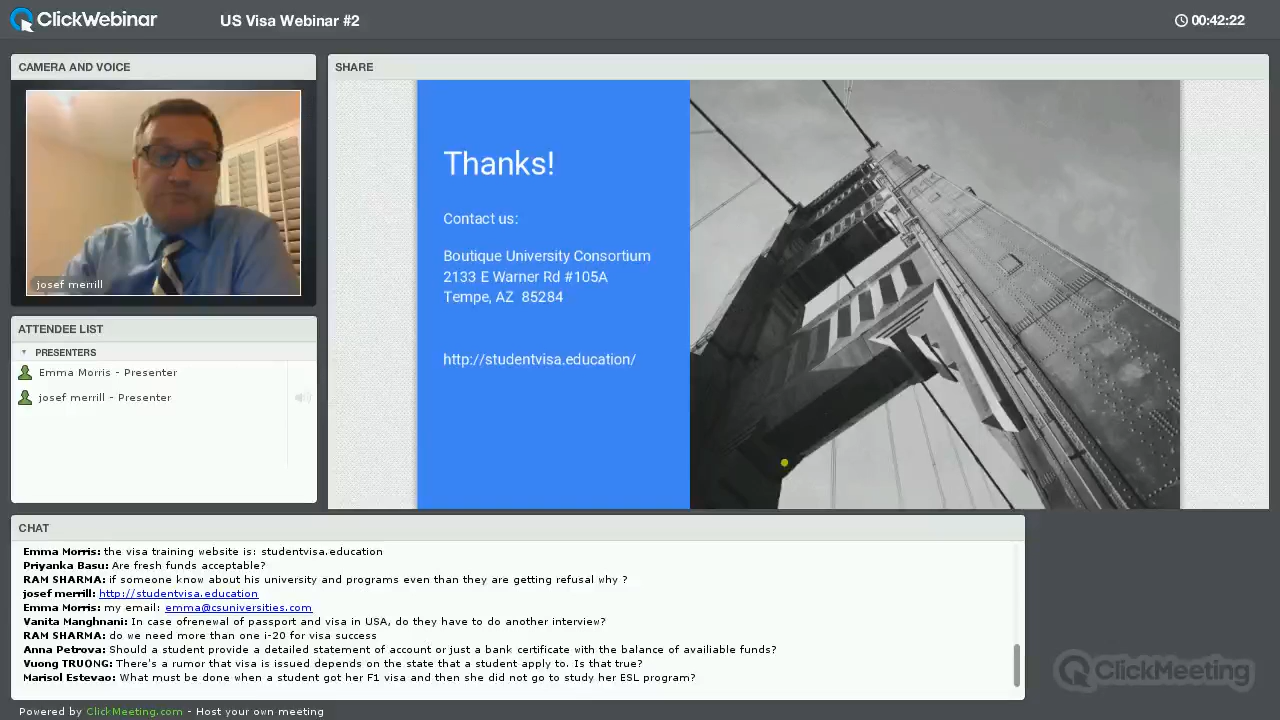 ClickWebinar
US Visa Webinar #2
00:42:22
CAMERA AND VOICE
josef merrill
SHARE
Thanks!
Contact us:
Boutique University Consortium
2133 E Warner Rd #105A
Tempe, AZ 85284
http://studentvisa.education/
ATTENDEE LIST
PRESENTERS
Emma Morris - Presenter
josef merrill - Presenter
CHAT
Emma Morris: the visa training website is: studentvisa.education
Priyanka Basu: Are fresh funds acceptable?
RAM SHARMA: if someone know about his university and programs even than they are getting refusal why ?
josef merrill: http://studentvisa.education
Emma Morris: my email: emma@csuniversities.com
Vanita Manghnani: In case ofrenewal of passport and visa in USA, do they have to do another interview?
RAM SHARMA: do we need more than one i-20 for visa success
Anna Petrova: Should a student provide a detailed statement of account or just a bank certificate with the balance of availiable funds?
Vuong TRUONG: There's a rumor that visa is issued depends on the state that a student apply to. Is that true?
Marisol Estevao: What must be done when a student got her F1 visa and then she did not go to study her ESL program?
ClickMeeting
Powered by ClickMeeting.com - Host your own meeting